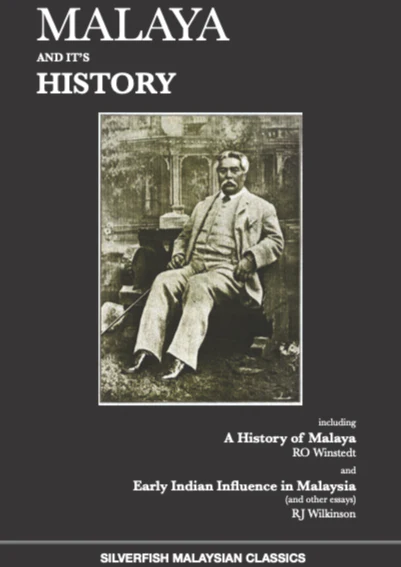 MALAYA
AND IT'S
HISTORY
including
A History of Malaya
RO Winstedt
and
Early Indian Influence in Malaysia
(and other essays)
RJ Wilkinson
SILVERFISH MALAYSIAN CLASSICS